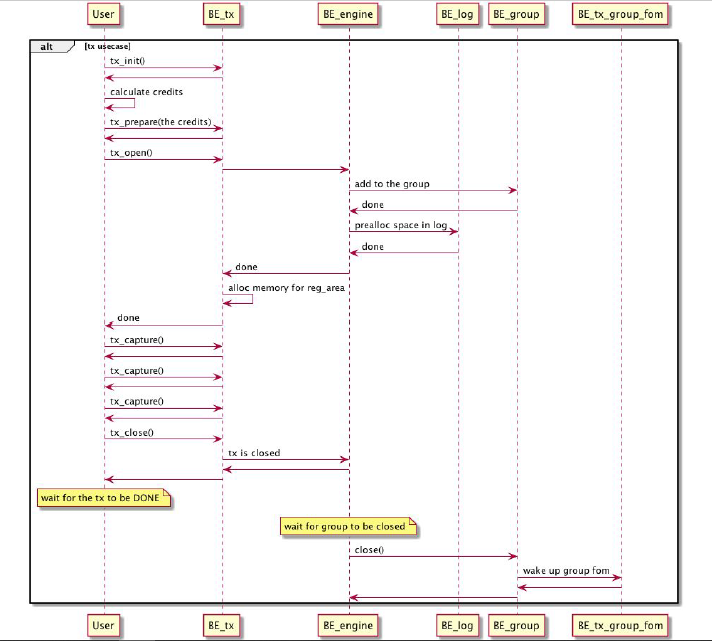 User BE_tx BE_engine BE_log BE_group BE_tx_group_fom
alt [tx usecase]
tx_init()
calculate credits
tx_prepare(the credits)
tx_open()
add to the group
done
prealloc space in log
done
done
alloc memory for reg_area
done
tx_capture()
tx_capture()
tx_capture()
tx_close()
tx is closed
wait for the tx to be DONE
wait for group to be closed
close()
wake up group fom
User BE_tx BE_engine BE_log BE_group BE_tx_group_fom